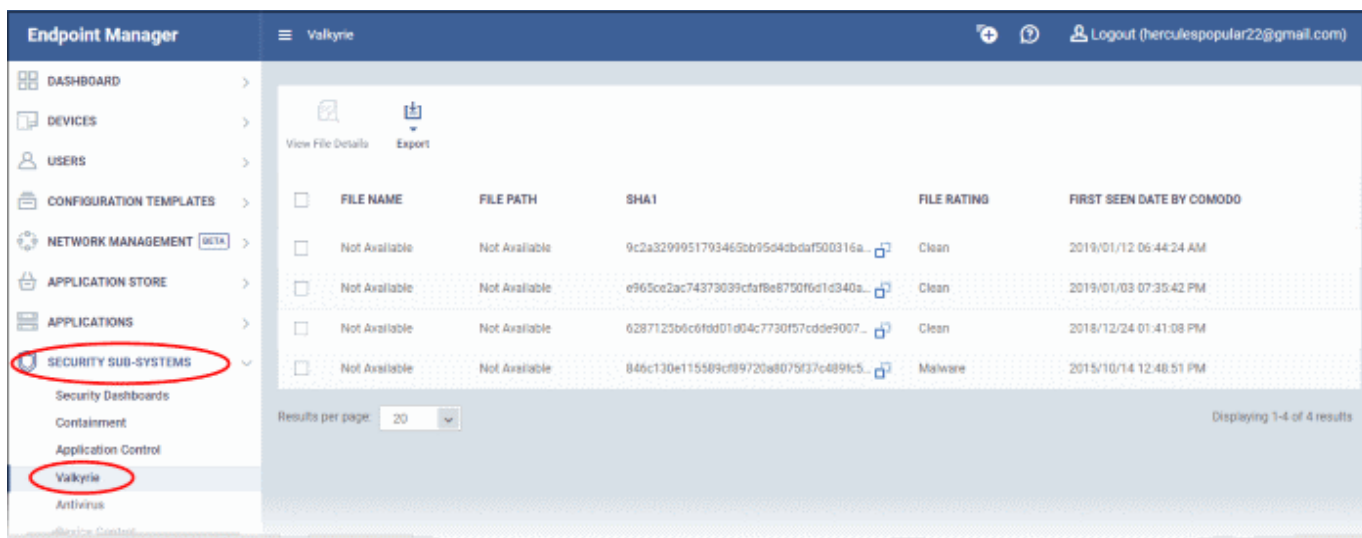 Endpoint Manager
Valkyrie
Logout (herculespopular22@gmail.com)
DASHBOARD
DEVICES
USERS
CONFIGURATION TEMPLATES
NETWORK MANAGEMENT BETA
APPLICATION STORE
APPLICATIONS
SECURITY SUB-SYSTEMS
Security Dashboards
Containment
Application Control
Valkyrie
Antivirus
Device Control
View File Details Export
FILE NAME FILE PATH SHA1 FILE RATING FIRST SEEN DATE BY COMODO
Not Available Not Available 9c2a3299951793465bb95d4dbdaf500316a... Clean 2019/01/12 06:44:24 AM
Not Available Not Available e965ce2ac74373039cfaf8e8750f6d1d340a... Clean 2019/01/03 07:35:42 PM
Not Available Not Available 6287125b6c6fdd01d04c7730f57cdde9007... Clean 2018/12/24 01:41:08 PM
Not Available Not Available 846c130e115589cf89720a8075f37c489fc5... Malware 2015/10/14 12:48:51 PM
Results per page: 20
Displaying 1-4 of 4 results